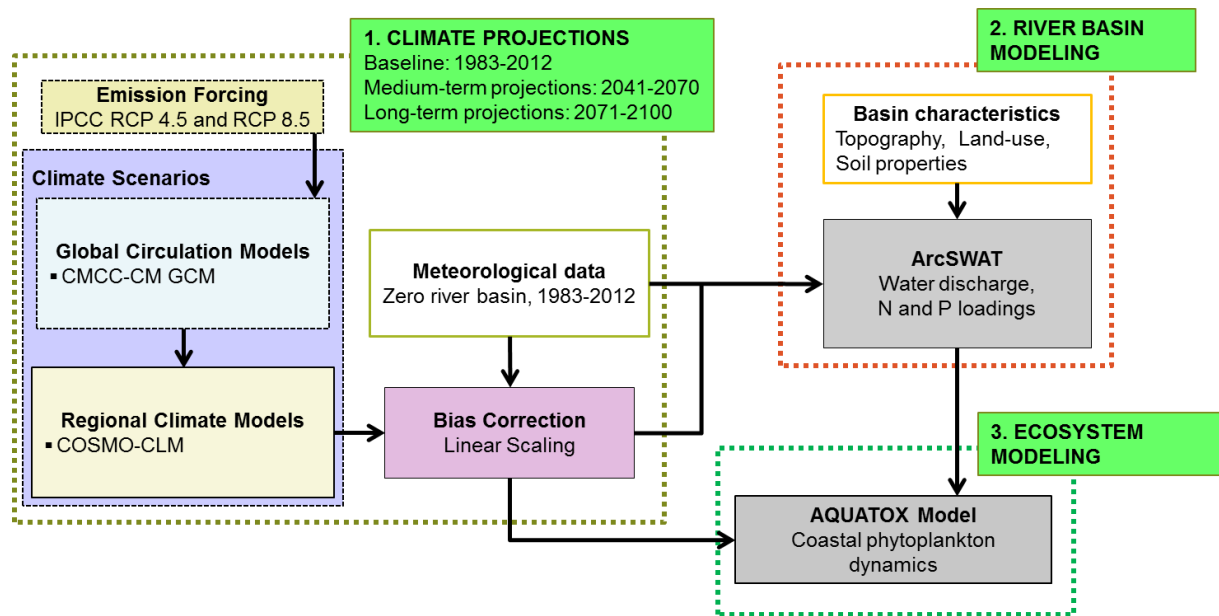 1. CLIMATE PROJECTIONS
Baseline: 1983-2012
Medium-term projections: 2041-2070
Long-term projections: 2071-2100
2. RIVER BASIN
MODELING
Emission Forcing
IPCC RCP 4.5 and RCP 8.5
Climate Scenarios
Global Circulation Models
▪ CMCC-CM GCM
Regional Climate Models
▪ COSMO-CLM
Meteorological data
Zero river basin, 1983-2012
Bias Correction
Linear Scaling
Basin characteristics
Topography, Land-use,
Soil properties
ArcSWAT
Water discharge,
N and P loadings
3. ECOSYSTEM
MODELING
AQUATOX Model
Coastal phytoplankton
dynamics